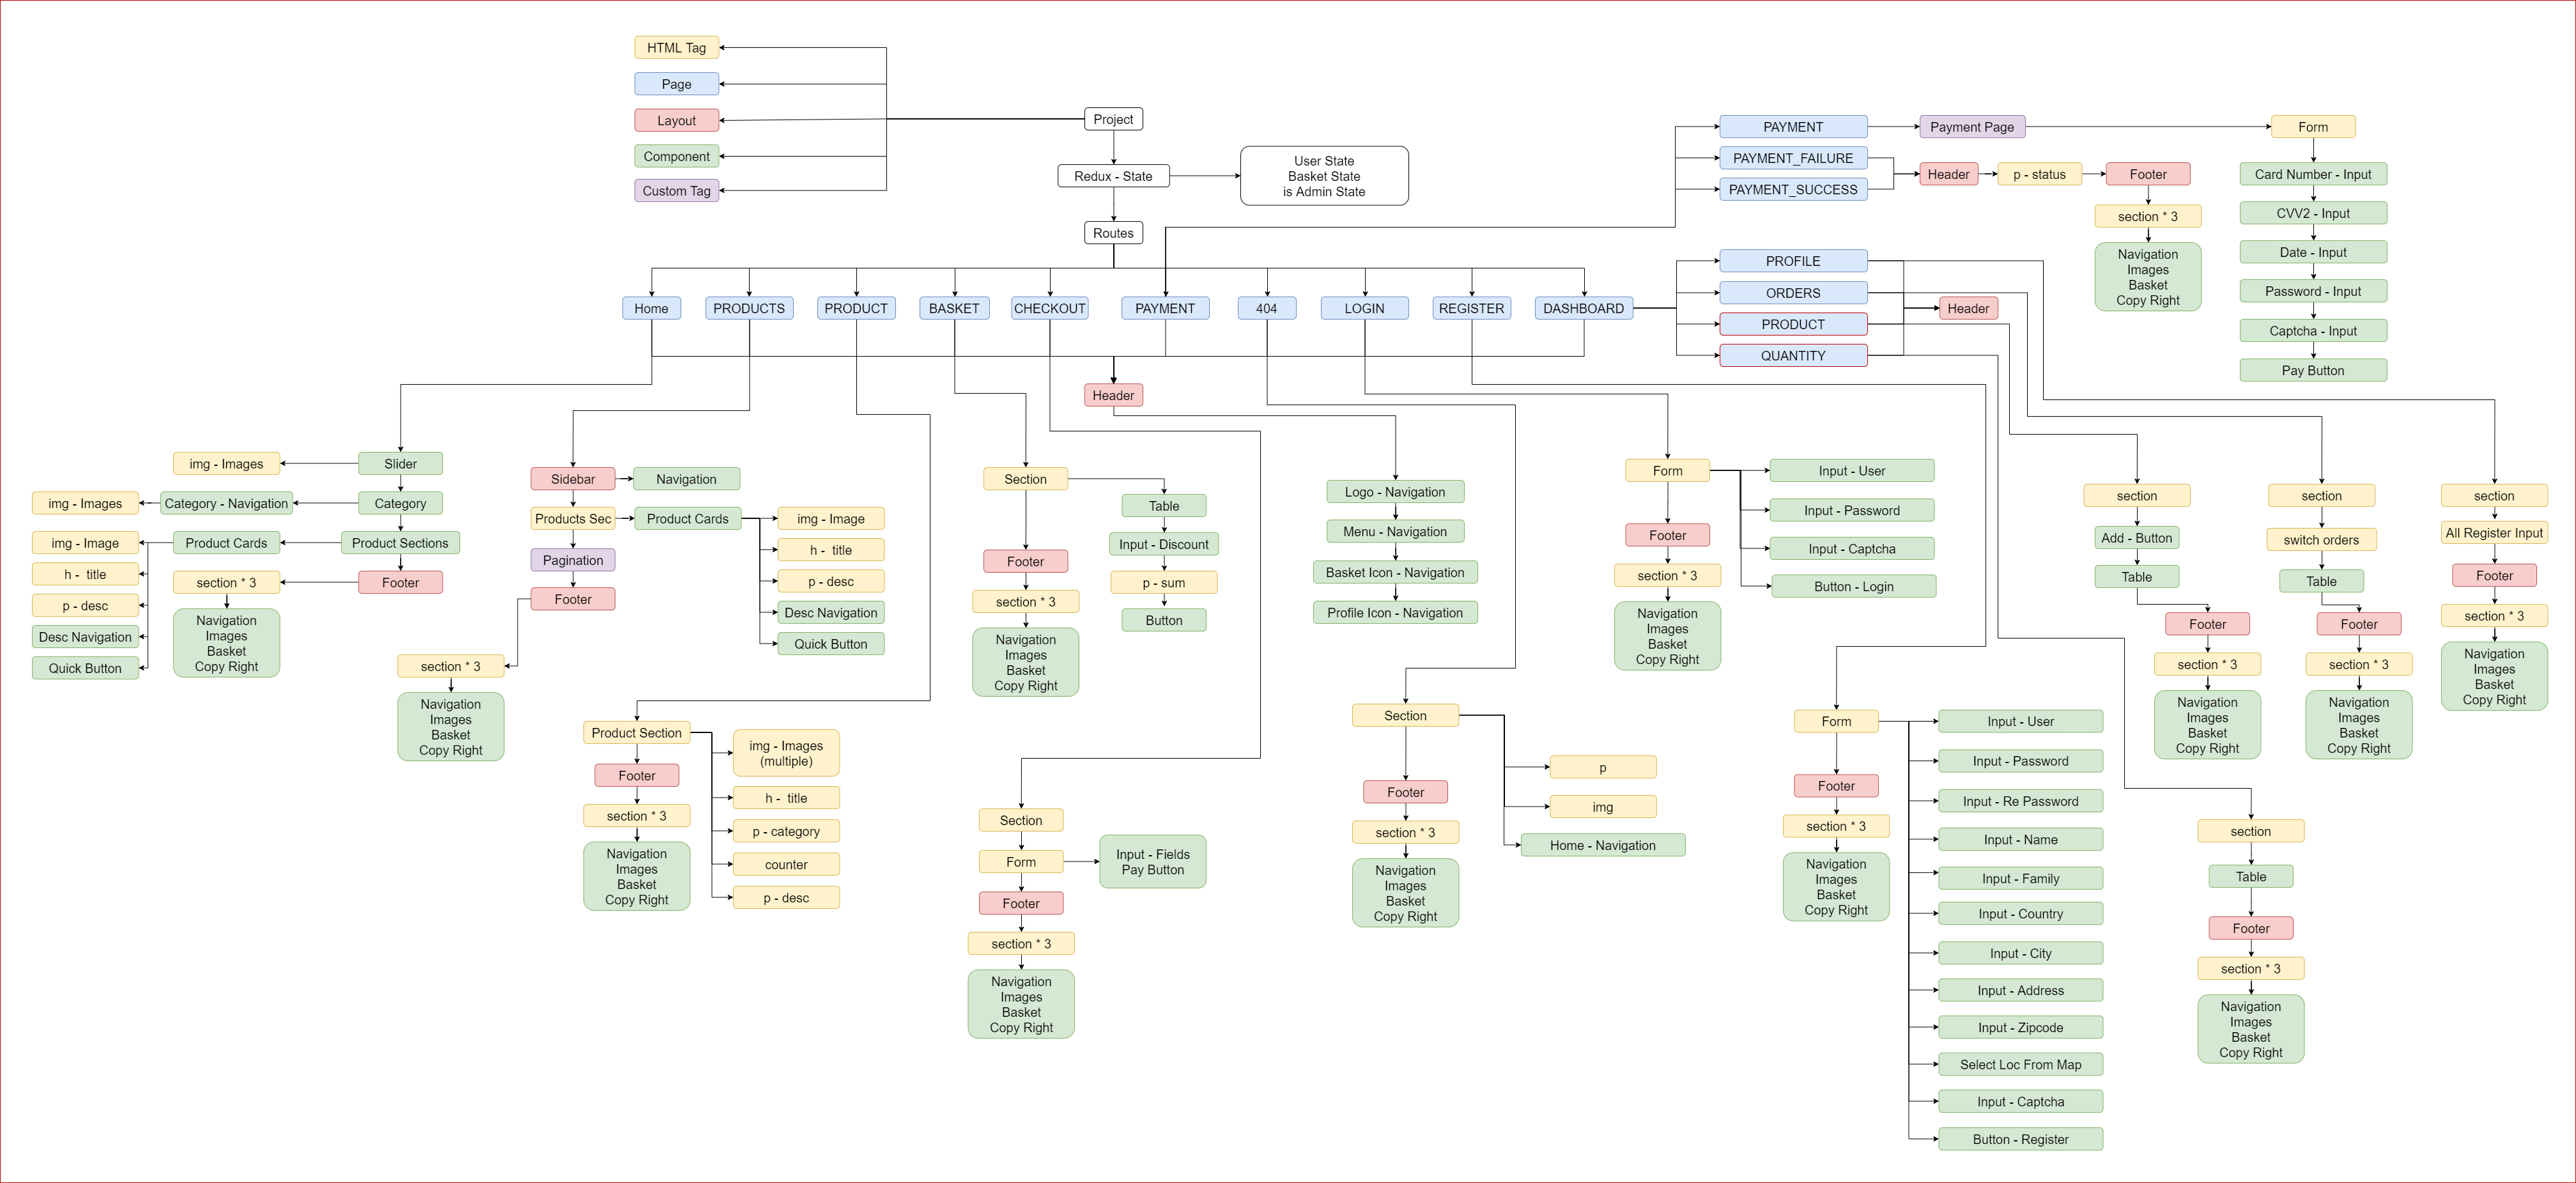 HTML Tag
Page
Layout
Component
Custom Tag
Project
Redux - State
User State
Basket State
is Admin State
Routes
Home
PRODUCTS
PRODUCT
BASKET
CHECKOUT
PAYMENT
404
LOGIN
REGISTER
DASHBOARD
PAYMENT
PAYMENT_FAILURE
PAYMENT_SUCCESS
Payment Page
Header
p - status
Footer
section * 3
Navigation
Images
Basket
Copy Right
Form
Card Number - Input
CVV2 - Input
Date - Input
Password - Input
Captcha - Input
Pay Button
PROFILE
ORDERS
PRODUCT
QUANTITY
Header
Header
img - Images
Slider
img - Images
Category - Navigation
Category
img - Image
Product Cards
Product Sections
h - title
p - desc
Desc Navigation
Quick Button
section * 3
Footer
Navigation
Images
Basket
Copy Right
Sidebar
Navigation
Products Sec
Product Cards
Pagination
Footer
img - Image
h - title
p - desc
Desc Navigation
Quick Button
section * 3
Navigation
Images
Basket
Copy Right
Product Section
Footer
section * 3
Navigation
Images
Basket
Copy Right
img - Images
(multiple)
h - title
p - category
counter
p - desc
Section
Footer
section * 3
Navigation
Images
Basket
Copy Right
Table
Input - Discount
p - sum
Button
Section
Form
Input - Fields
Pay Button
Footer
section * 3
Navigation
Images
Basket
Copy Right
Logo - Navigation
Menu - Navigation
Basket Icon - Navigation
Profile Icon - Navigation
Section
Footer
section * 3
Navigation
Images
Basket
Copy Right
p
img
Home - Navigation
Form
Footer
section * 3
Navigation
Images
Basket
Copy Right
Input - User
Input - Password
Input - Captcha
Button - Login
Form
Footer
section * 3
Navigation
Images
Basket
Copy Right
Input - User
Input - Password
Input - Re Password
Input - Name
Input - Family
Input - Country
Input - City
Input - Address
Input - Zipcode
Select Loc From Map
Input - Captcha
Button - Register
section
Add - Button
Table
Footer
section * 3
Navigation
Images
Basket
Copy Right
section
switch orders
Table
Footer
section * 3
Navigation
Images
Basket
Copy Right
section
All Register Input
Footer
section * 3
Navigation
Images
Basket
Copy Right
section
Table
Footer
section * 3
Navigation
Images
Basket
Copy Right